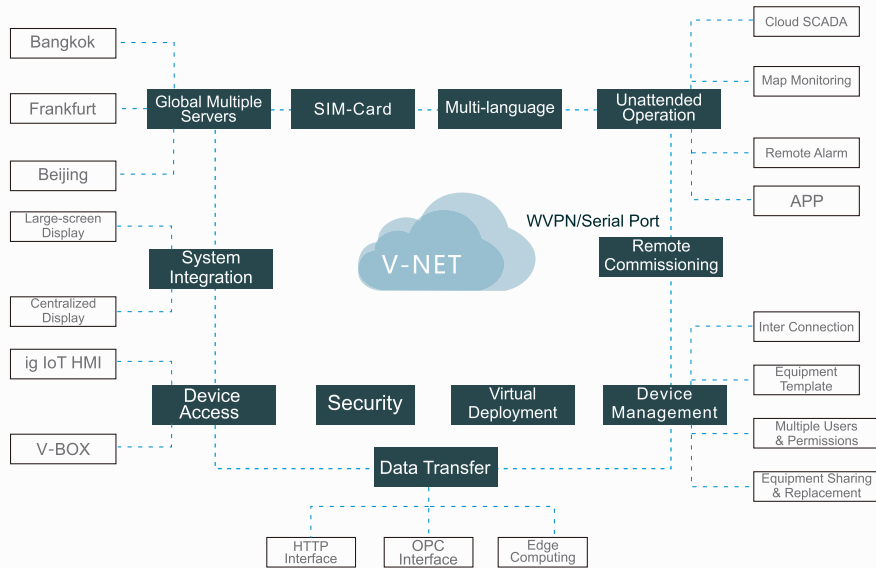 Bangkok
Frankfurt
Beijing
Global Multiple
Servers
SIM-Card
Multi-language
Unattended
Operation
Cloud SCADA
Map Monitoring
Remote Alarm
APP
Large-screen
Display
Centralized
Display
System
Integration
V-NET
WVPN/Serial Port
Remote
Commissioning
ig IoT HMI
V-BOX
Device
Access
Security
Virtual
Deployment
Device
Management
Inter Connection
Equipment
Template
Multiple Users
& Permissions
Equipment Sharing
& Replacement
Data Transfer
HTTP
Interface
OPC
Interface
Edge
Computing